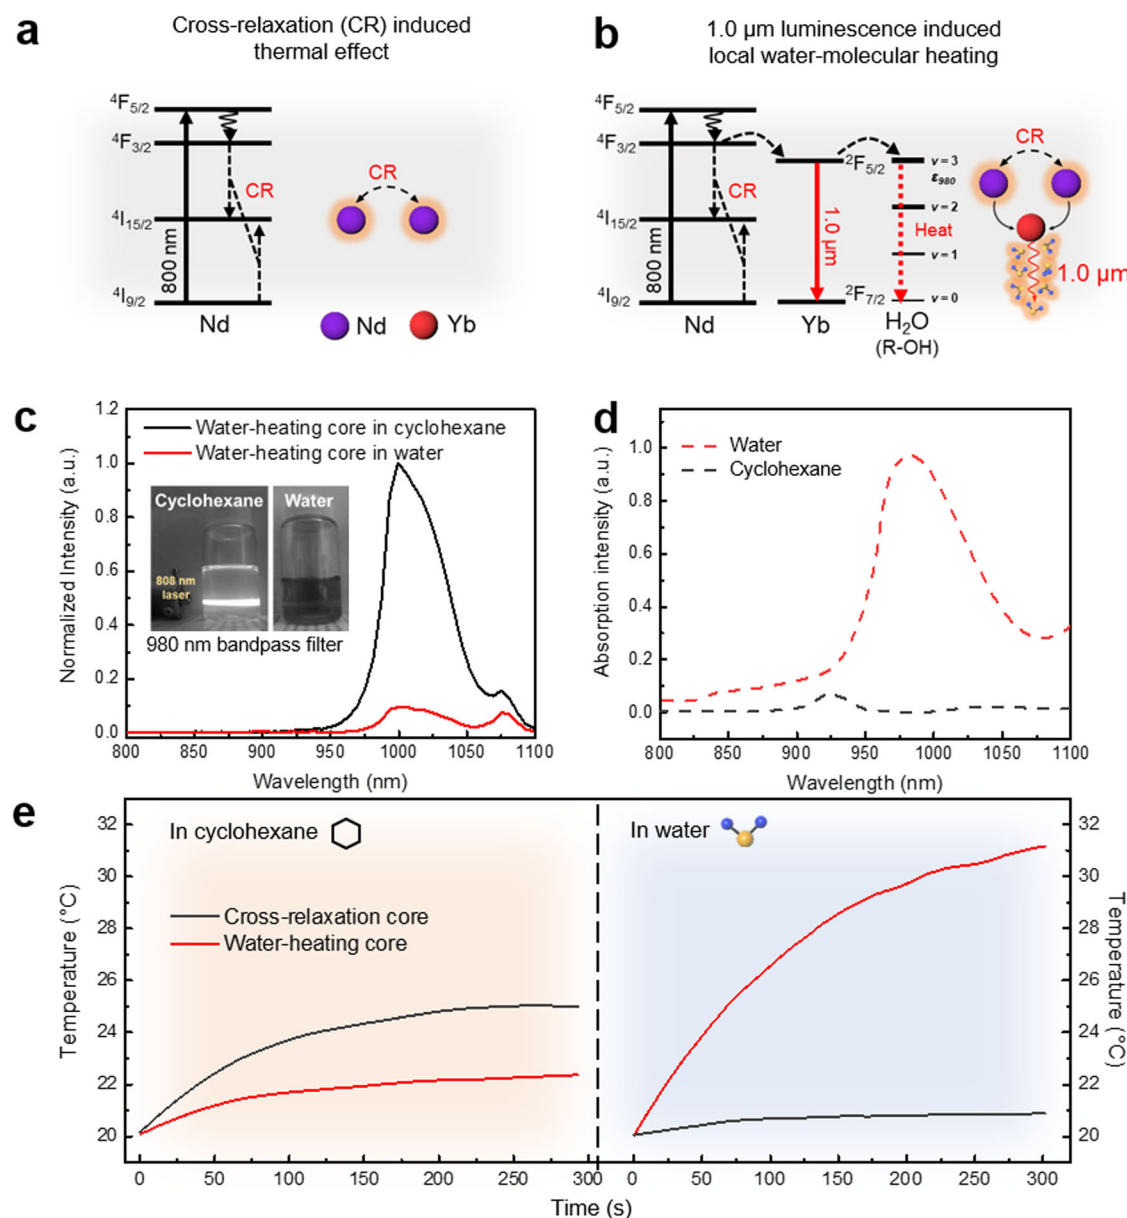 a
Cross-relaxation (CR) induced
thermal effect
⁴F₅/₂
⁴F₃/₂
⁴I₁₅/₂
⁴I₉/₂
800 nm
CR
Nd
CR
Nd
Yb
b
1.0 µm luminescence induced
local water-molecular heating
⁴F₅/₂
⁴F₃/₂
⁴I₁₅/₂
⁴I₉/₂
800 nm
CR
Nd
²F₅/₂
1.0 µm
²F₇/₂
Yb
v = 3
ε₉₈₀
v = 2
Heat
v = 1
v = 0
H₂O
(R-OH)
CR
1.0 µm
c
Normalized Intensity (a.u.)
1.2
1.0
0.8
0.6
0.4
0.2
0.0
Water-heating core in cyclohexane
Water-heating core in water
Cyclohexane
Water
808 nm
laser
980 nm bandpass filter
800 850 900 950 1000 1050 1100
Wavelength (nm)
d
Absorption intensity (a.u.)
1.0
0.8
0.6
0.4
0.2
0.0
Water
Cyclohexane
800 850 900 950 1000 1050 1100
Wavelength (nm)
e
Temperature (°C)
32
30
28
26
24
22
20
In cyclohexane
Cross-relaxation core
Water-heating core
In water
32
30
28
26
24
22
20
Temperature (°C)
0 50 100 150 200 250 300 0 50 100 150 200 250 300
Time (s)